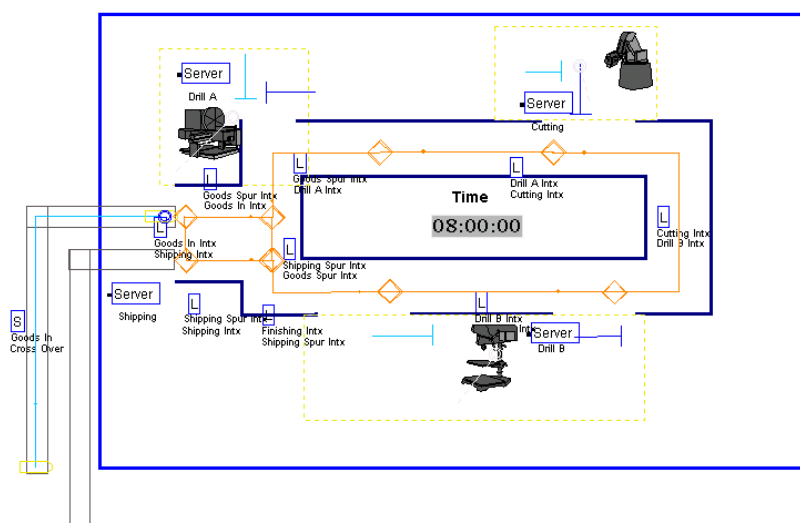 Server
Drill A
Server
Cutting
L
Goods Spur Intx
Drill A Intx
L
Drill A Intx
Cutting Intx
L
Goods Spur Intx
Goods In Intx
Time
08:00:00
L
Cutting Intx
Drill B Intx
L
Goods In Intx
Shipping Intx
L
Shipping Spur Intx
Goods Spur Intx
Server
Shipping
L
Shipping Spur Intx
Shipping Intx
L
Finishing Intx
Shipping Spur Intx
L
Drill B Intx
Intx
Server
Drill B
S
Goods In
Cross Over